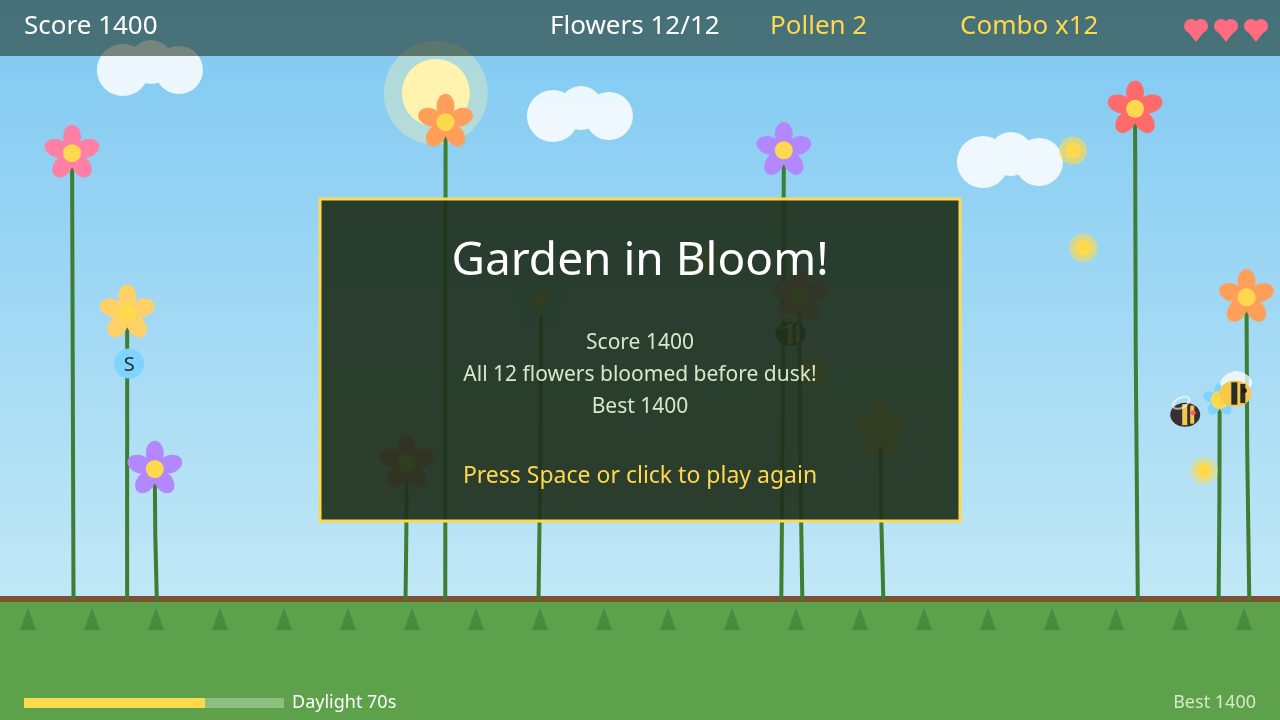 Score 1400
Flowers 12/12
Pollen 2
Combo x12
Garden in Bloom!
Score 1400
All 12 flowers bloomed before dusk!
Best 1400
S
Press Space or click to play again
Daylight 70s
Best 1400